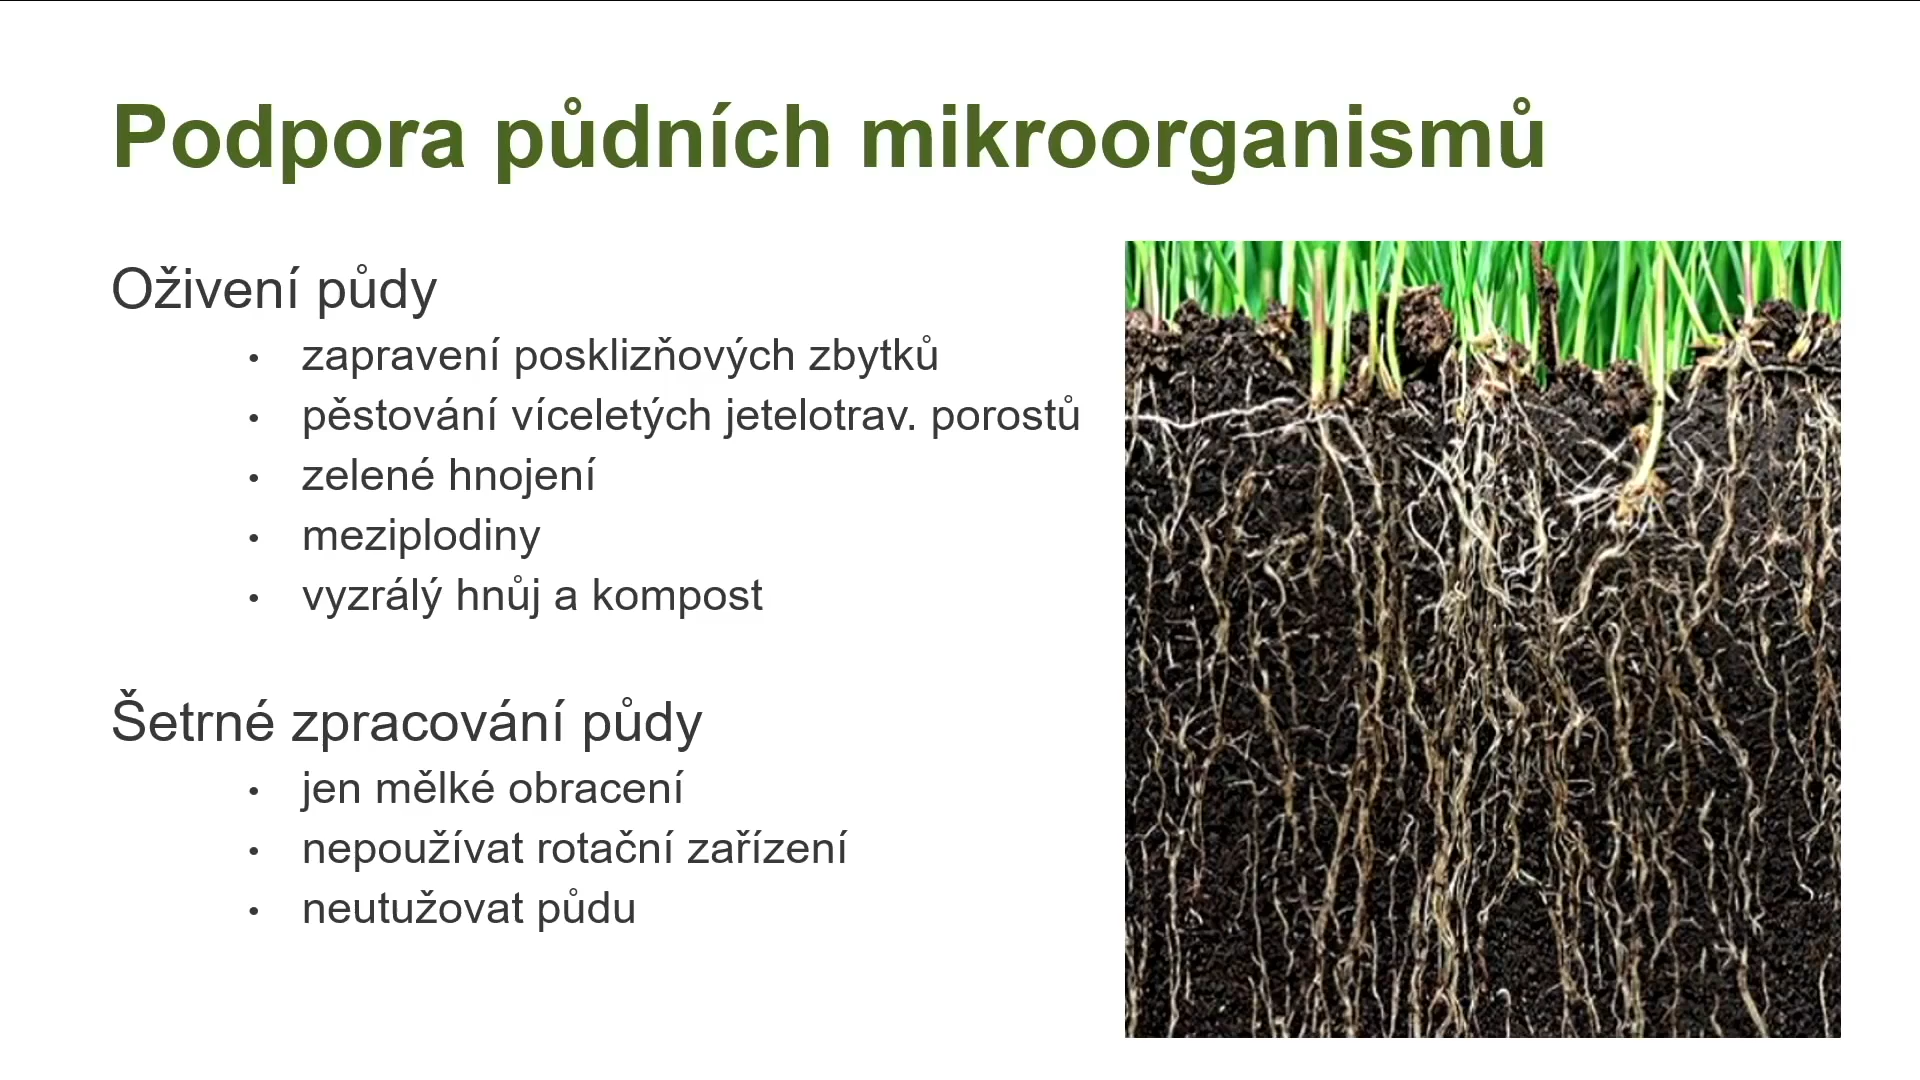 Podpora půdních mikroorganismů
Oživení půdy
• zapravení posklizňových zbytků
• pěstování víceletých jetelotrav. porostů
• zelené hnojení
• meziplodiny
• vyzrálý hnůj a kompost
Šetrné zpracování půdy
• jen mělké obracení
• nepoužívat rotační zařízení
• neutužovat půdu